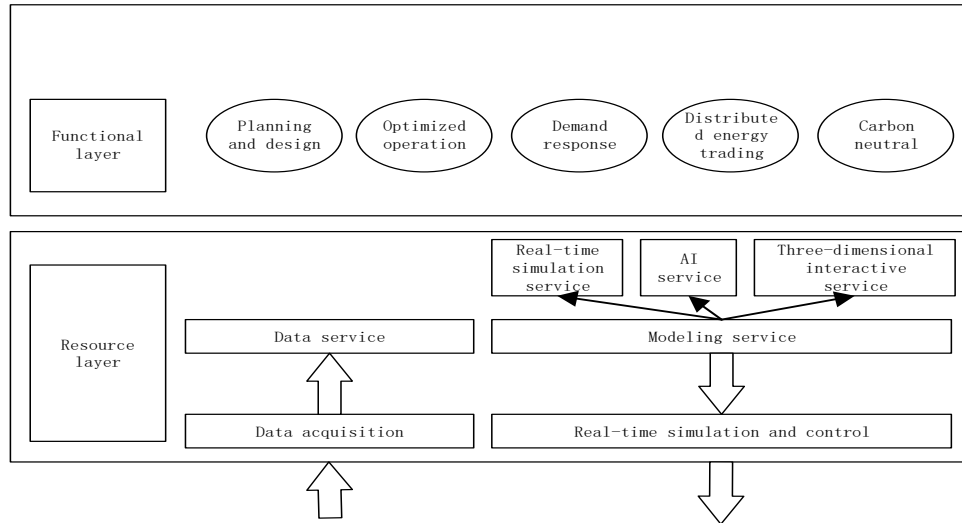 Functional
layer
Planning
and design
Optimized
operation
Demand
response
Distribute
d energy
trading
Carbon
neutral
Resource
layer
Real-time
simulation
service
AI
service
Three-dimensional
interactive
service
Data service
Modeling service
Data acquisition
Real-time simulation and control